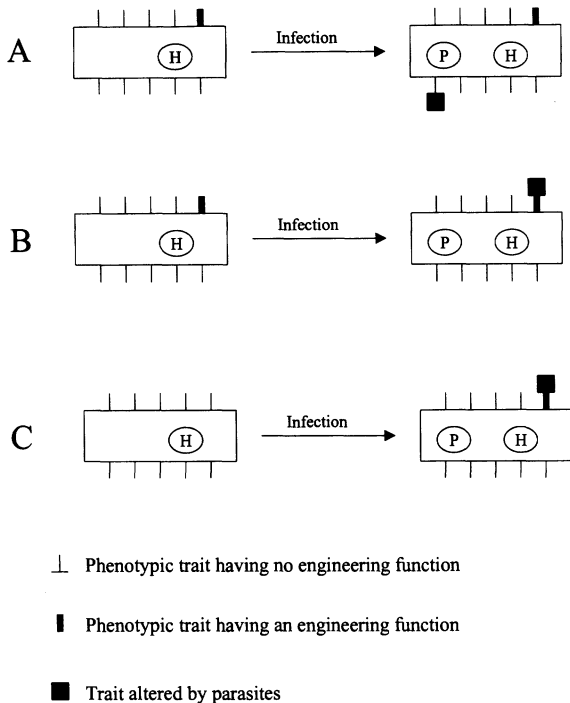 A
H
Infection
P H
B
H
Infection
P H
C
H
Infection
P H
Phenotypic trait having no engineering function
Phenotypic trait having an engineering function
Trait altered by parasites